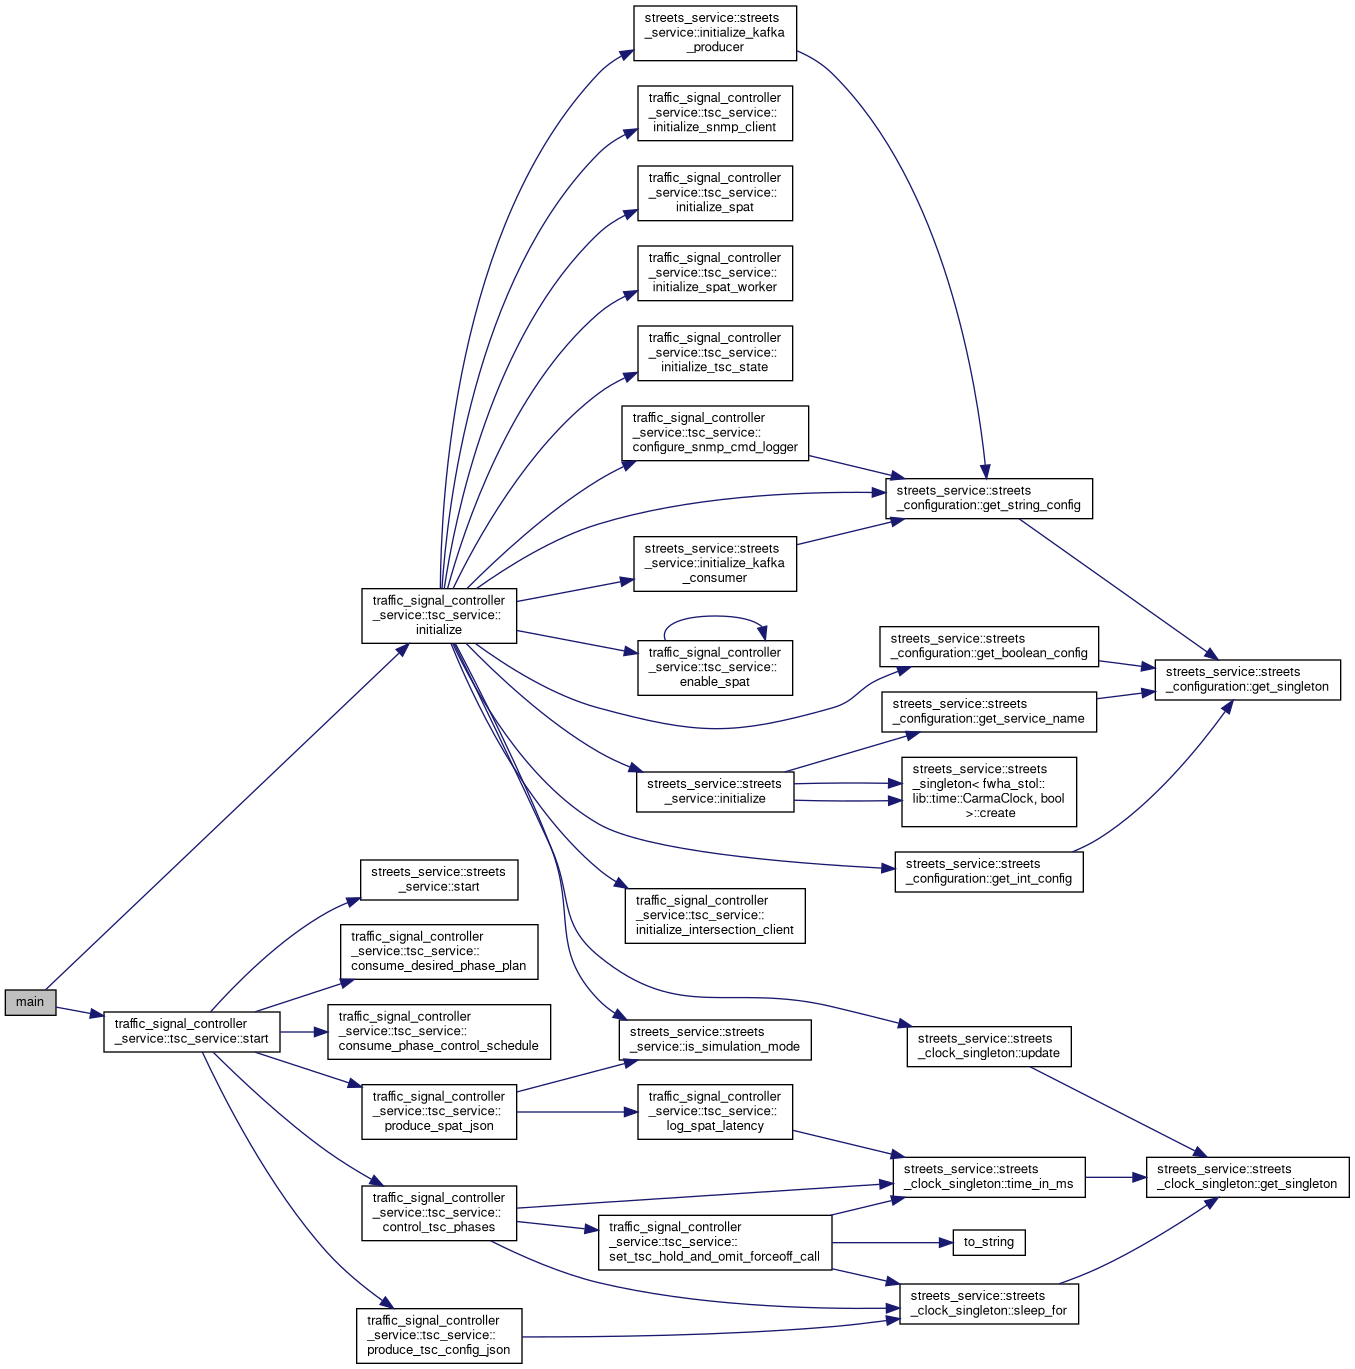 streets_service::streets
_service::initialize_kafka
_producer
traffic_signal_controller
_service::tsc_service::
initialize_snmp_client
traffic_signal_controller
_service::tsc_service::
initialize_spat
traffic_signal_controller
_service::tsc_service::
initialize_spat_worker
traffic_signal_controller
_service::tsc_service::
initialize_tsc_state
traffic_signal_controller
_service::tsc_service::
configure_snmp_cmd_logger
streets_service::streets
_configuration::get_string_config
streets_service::streets
_service::initialize_kafka
_consumer
traffic_signal_controller
_service::tsc_service::
initialize
traffic_signal_controller
_service::tsc_service::
enable_spat
streets_service::streets
_configuration::get_boolean_config
streets_service::streets
_configuration::get_singleton
streets_service::streets
_configuration::get_service_name
streets_service::streets
_service::initialize
streets_service::streets
_singleton< fwha_stol::
lib::time::CarmaClock, bool
>::create
streets_service::streets
_configuration::get_int_config
streets_service::streets
_service::start
traffic_signal_controller
_service::tsc_service::
initialize_intersection_client
traffic_signal_controller
_service::tsc_service::
consume_desired_phase_plan
main
traffic_signal_controller
_service::tsc_service::start
traffic_signal_controller
_service::tsc_service::
consume_phase_control_schedule
streets_service::streets
_service::is_simulation_mode
streets_service::streets
_clock_singleton::update
traffic_signal_controller
_service::tsc_service::
produce_spat_json
traffic_signal_controller
_service::tsc_service::
log_spat_latency
streets_service::streets
_clock_singleton::time_in_ms
streets_service::streets
_clock_singleton::get_singleton
traffic_signal_controller
_service::tsc_service::
control_tsc_phases
traffic_signal_controller
_service::tsc_service::
set_tsc_hold_and_omit_forceoff_call
to_string
streets_service::streets
_clock_singleton::sleep_for
traffic_signal_controller
_service::tsc_service::
produce_tsc_config_json